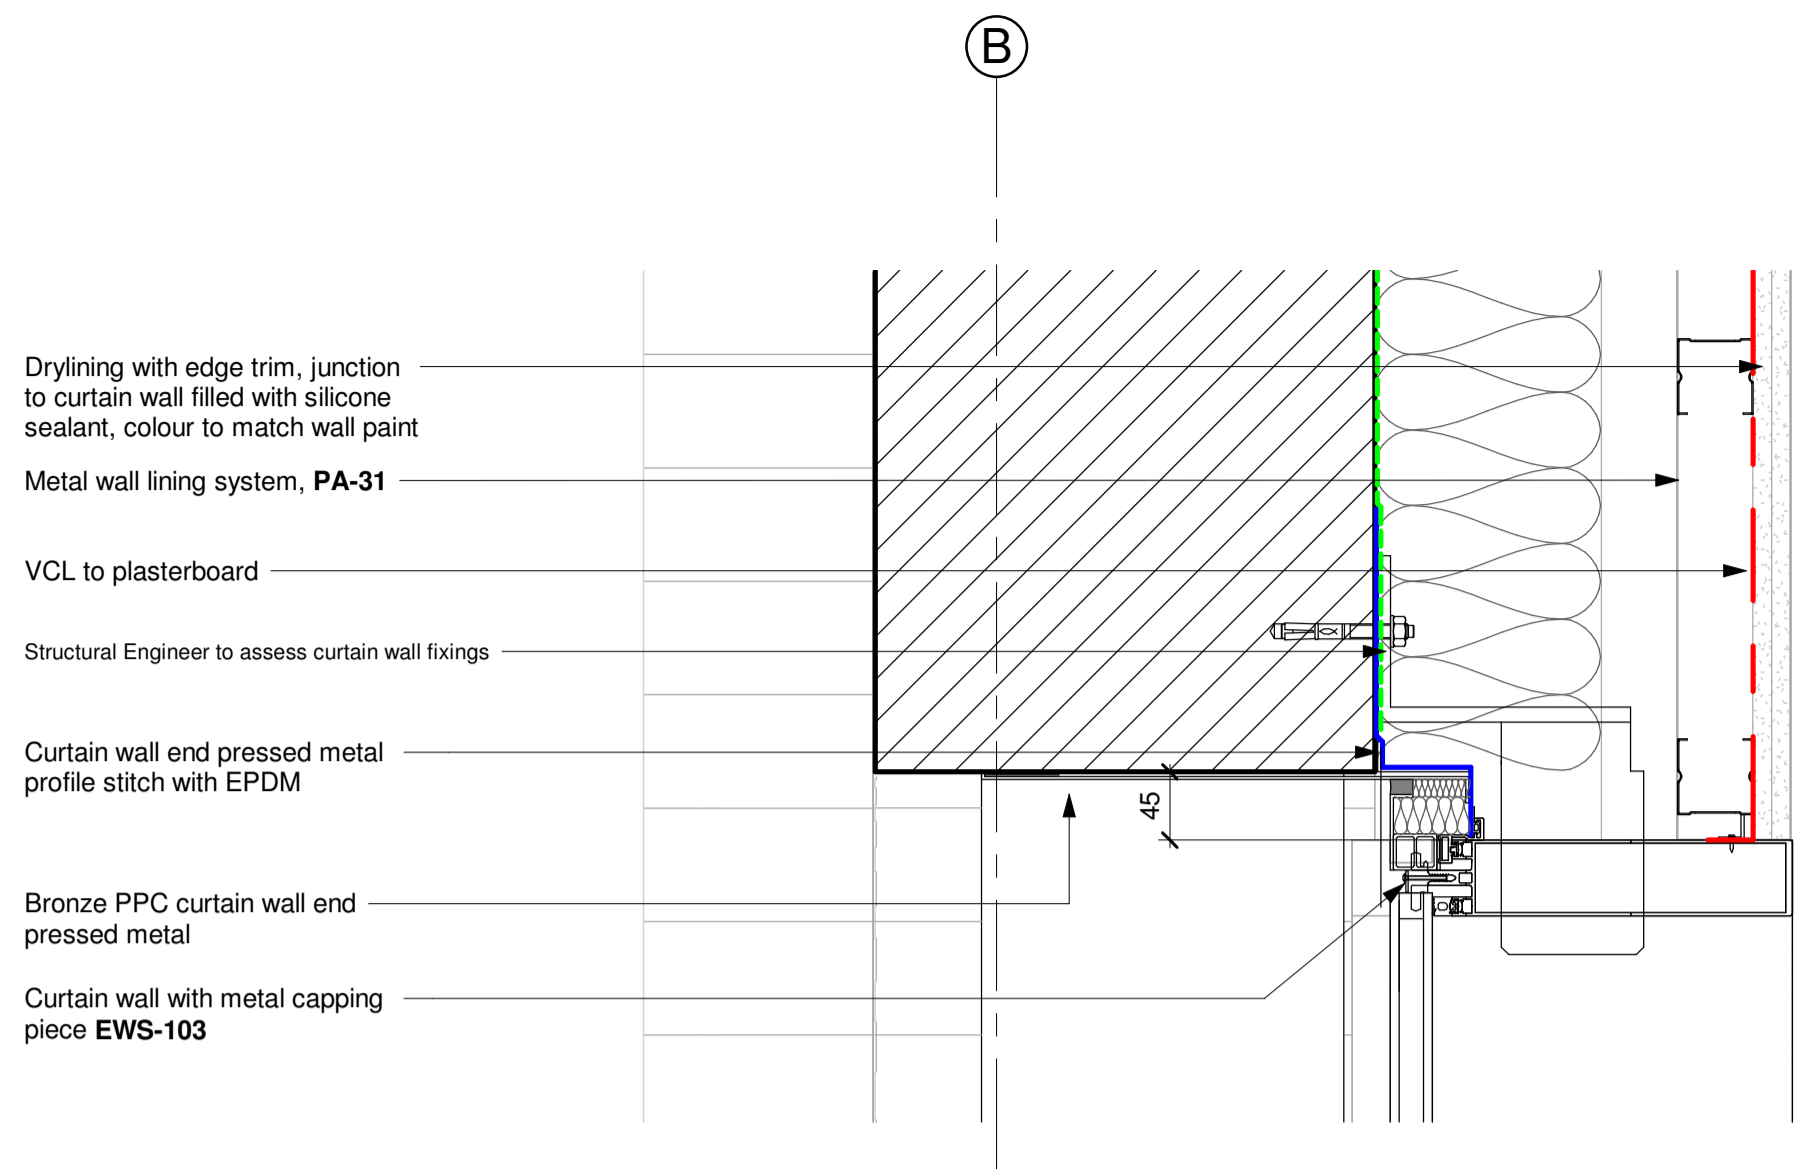 B
Drylining with edge trim, junction
to curtain wall filled with silicone
sealant, colour to match wall paint
Metal wall lining system, PA-31
VCL to plasterboard
Structural Engineer to assess curtain wall fixings
Curtain wall end pressed metal
profile stitch with EPDM
45
Bronze PPC curtain wall end
pressed metal
Curtain wall with metal capping
piece EWS-103